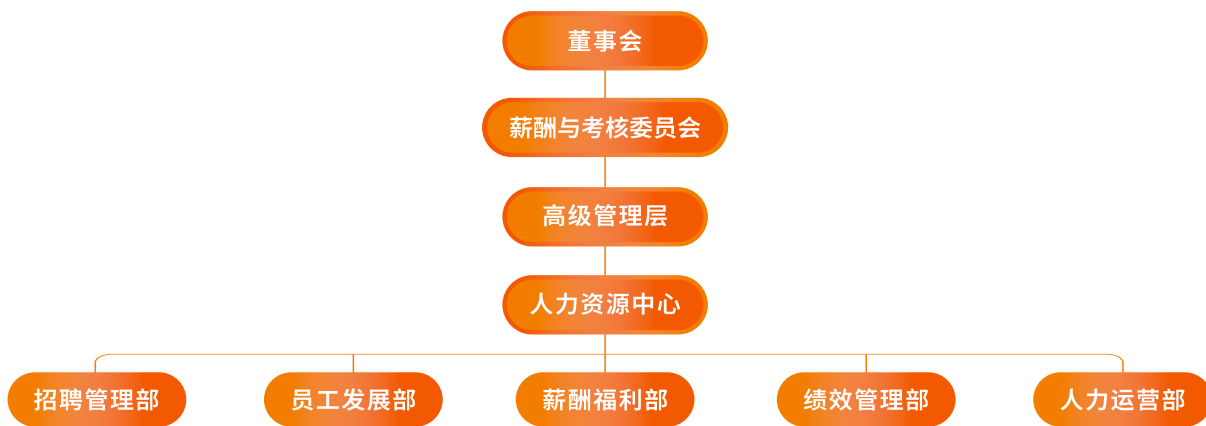 董事会
薪酬与考核委员会
高级管理层
人力资源中心
招聘管理部
员工发展部
薪酬福利部
绩效管理部
人力运营部